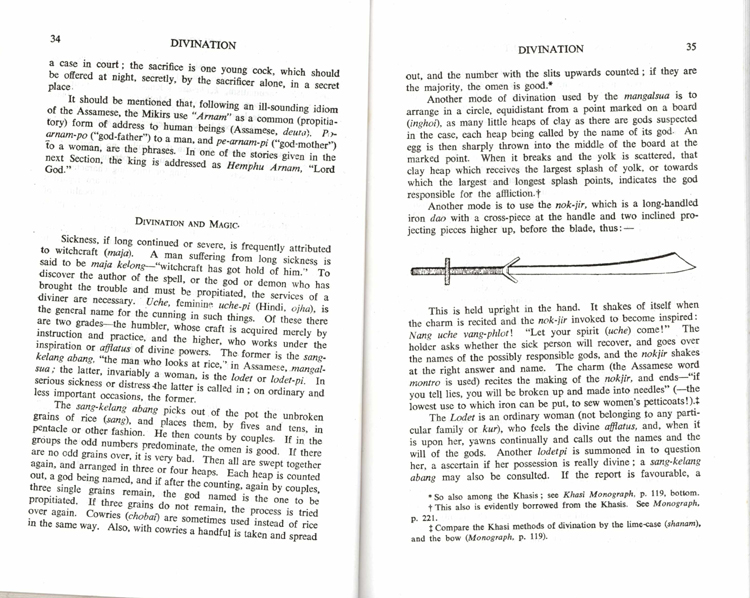 34
DIVINATION
a case in court; the sacrifice is one young cock, which should
be offered at night, secretly, by the sacrificer alone, in a secret
place.
It should be mentioned that, following an ill-sounding idiom
of the Assamese, the Mikirs use "Arnam" as a common (propitia-
tory) form of address to human beings (Assamese, deuta).
arnam-po ("god-father") to a man, and pe-arnam-pi ("god-mother")
to a woman, are the phrases. In one of the stories given in the
next Section, the king is addressed as Hemphu Arnam, "Lord
God."
DIVINATION AND MAGIC.
Sickness, if long continued or severe, is frequently attributed
to witchcraft (maja). A man suffering from long sickness is
said to be maja kelong—"witchcraft has got hold of him." To
discover the author of the spell, or the god or demon who has
brought the trouble and must be propitiated, the services of a
diviner are necessary. Uche, feminine uche-pi (Hindi, ojha), is
the general name for the cunning in such things. Of these there
are two grades—the humbler, whose craft is acquired merely by
instruction and practice, and the higher, who works under the
inspiration or afflatus of divine powers. The former is the sang-
kelang abang, "the man who looks at rice," in Assamese, mangal-
sua; the latter, invariably a woman, is the lodet or lodet-pi. In
serious sickness or distress the latter is called in; on ordinary and
less important occasions, the former.
The sang-kelang abang picks out of the pot the unbroken
grains of rice (sang), and places them, by fives and tens, in
pentacle or other fashion. He then counts by couples. If in the
groups the odd numbers predominate, the omen is good. If there
are no odd grains over, it is very bad. Then all are swept together
again, and arranged in three or four heaps. Each heap is counted
out, a god being named, and if after the counting, again by couples,
three single grains remain, the god named is the one to be
propitiated. If three grains do not remain, the process is tried
over again. Cowries (chobai) are sometimes used instead of rice
in the same way. Also, with cowries a handful is taken and spread
DIVINATION
35
out, and the number with the slits upwards counted; if they are
the majority, the omen is good.*
Another mode of divination used by the mangalsua is to
arrange in a circle, equidistant from a point marked on a board
(inghoi), as many little heaps of clay as there are gods suspected
in the case, each heap being called by the name of its god. An
egg is then sharply thrown into the middle of the board at the
marked point. When it breaks and the yolk is scattered, that
clay heap which receives the largest splash of yolk, or towards
which the largest and longest splash points, indicates the god
responsible for the affliction.†
Another mode is to use the nok-jir, which is a long-handled
iron dao with a cross-piece at the handle and two inclined pro-
jecting pieces higher up, before the blade, thus:—
This is held upright in the hand. It shakes of itself when
the charm is recited and the nok-jir invoked to become inspired:
Nang uche vang-phlot! "Let your spirit (uche) come!" The
holder asks whether the sick person will recover, and goes over
the names of the possibly responsible gods, and the nokjir shakes
at the right answer and name. The charm (the Assamese word
montro is used) recites the making of the nokjir, and ends—"if
you tell lies, you will be broken up and made into needles" (—the
lowest use to which iron can be put, to sew women's petticoats!).‡
The Lodet is an ordinary woman (not belonging to any parti-
cular family or kur), who feels the divine afflatus, and, when it
is upon her, yawns continually and calls out the names and the
will of the gods. Another lodetpi is summoned in to question
her, a ascertain if her possession is really divine; a sang-kelang
abang may also be consulted. If the report is favourable, a
* So also among the Khasis; see Khasi Monograph, p. 119, bottom.
† This also is evidently borrowed from the Khasis. See Monograph,
p. 221.
‡ Compare the Khasi methods of divination by the lime-case (shanam),
and the bow (Monograph, p. 119).